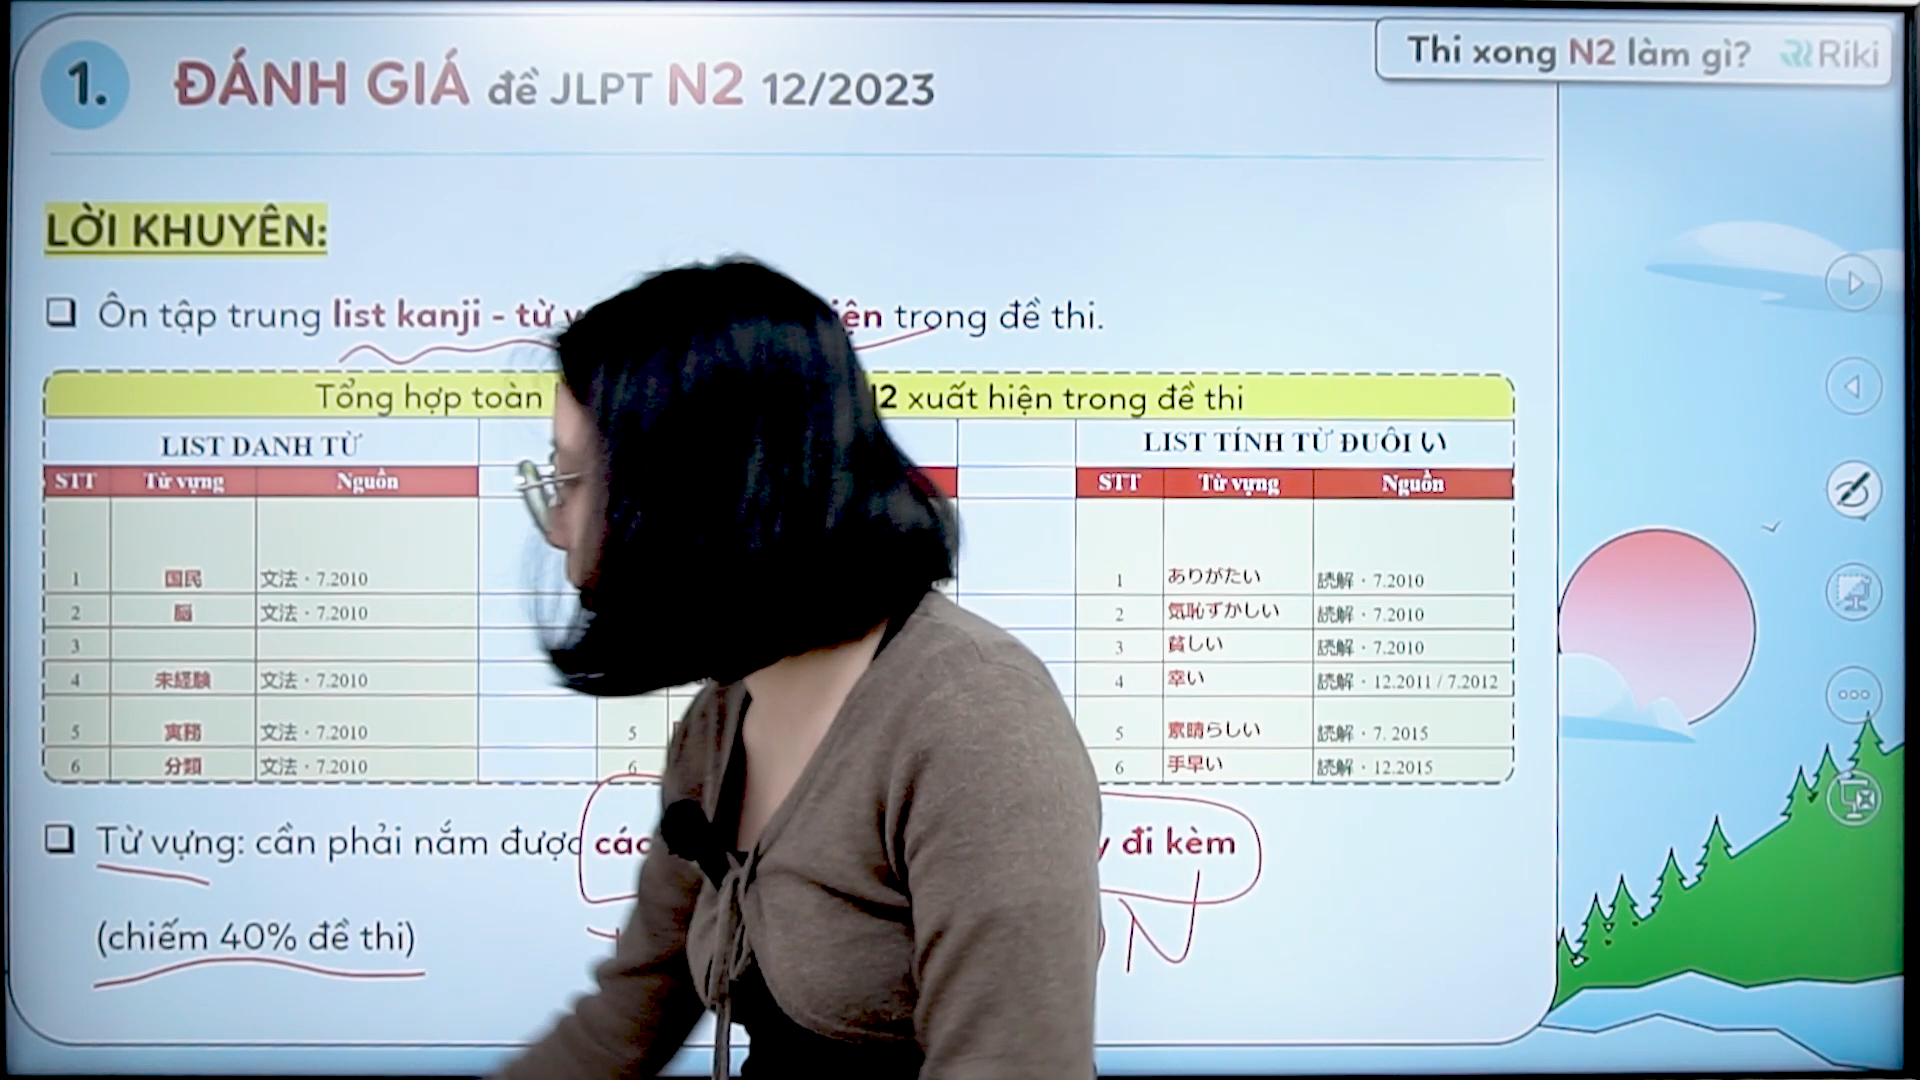 1. ĐÁNH GIÁ đề JLPT N2 12/2023
Thi xong N2 làm gì? Riki
LỜI KHUYÊN:
❑ Ôn tập trung list kanji - từ trong đề thi.
Tổng hợp toàn N2 xuất hiện trong đề thi
LIST DANH TỪ
STT Từ vựng Nguồn
1 国民 文法・7.2010
2 脳 文法・7.2010
3
4 未経験 文法・7.2010
5 実務 文法・7.2010
6 分類 文法・7.2010
5
6
LIST TÍNH TỪ ĐUÔI い
STT Từ vựng Nguồn
1 ありがたい 読解・7.2010
2 気恥ずかしい 読解・7.2010
3 貧しい 読解・7.2010
4 幸い 読解・12.2011 / 7.2012
5 素晴らしい 読解・7. 2015
6 手早い 読解・12.2015
❑ Từ vựng: cần phải nắm được các đi kèm
N
(chiếm 40% đề thi)